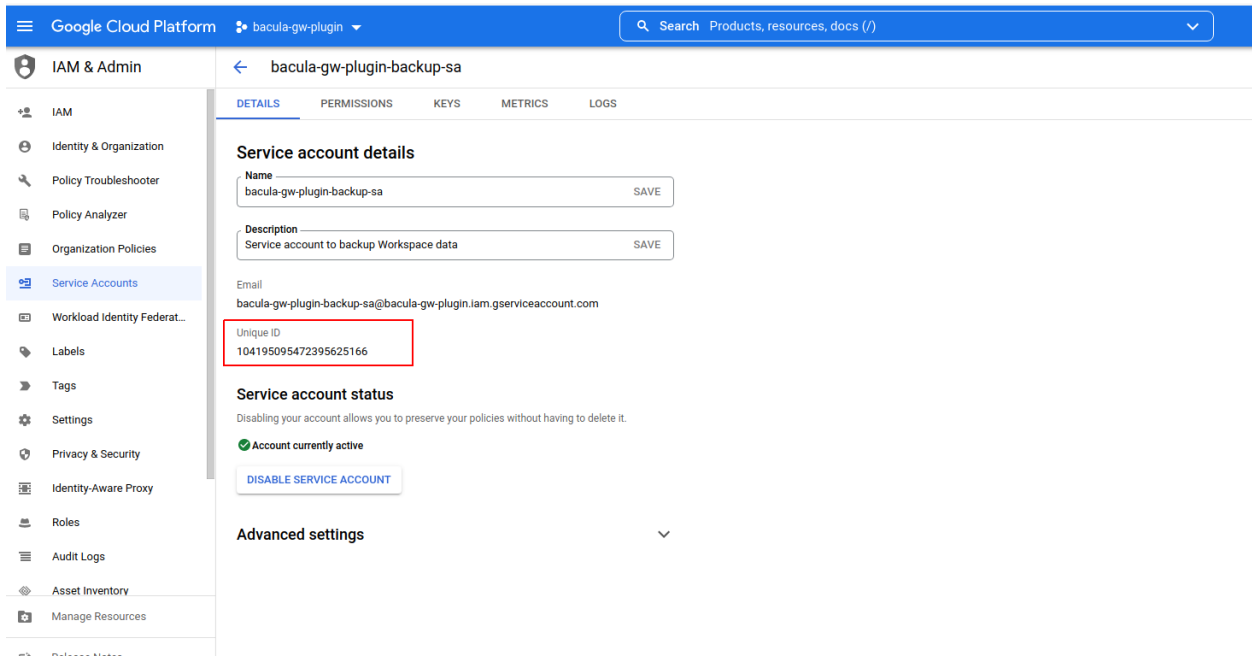 Google Cloud Platform
bacula-gw-plugin
Search Products, resources, docs (/)
IAM & Admin
bacula-gw-plugin-backup-sa
DETAILS PERMISSIONS KEYS METRICS LOGS
IAM
Identity & Organization
Policy Troubleshooter
Policy Analyzer
Organization Policies
Service Accounts
Workload Identity Federat...
Labels
Tags
Settings
Privacy & Security
Identity-Aware Proxy
Roles
Audit Logs
Asset Inventory
Manage Resources
Release Notes
Service account details
Name
bacula-gw-plugin-backup-sa SAVE
Description
Service account to backup Workspace data SAVE
Email
bacula-gw-plugin-backup-sa@bacula-gw-plugin.iam.gserviceaccount.com
Unique ID
104195095472395625166
Service account status
Disabling your account allows you to preserve your policies without having to delete it.
Account currently active
DISABLE SERVICE ACCOUNT
Advanced settings